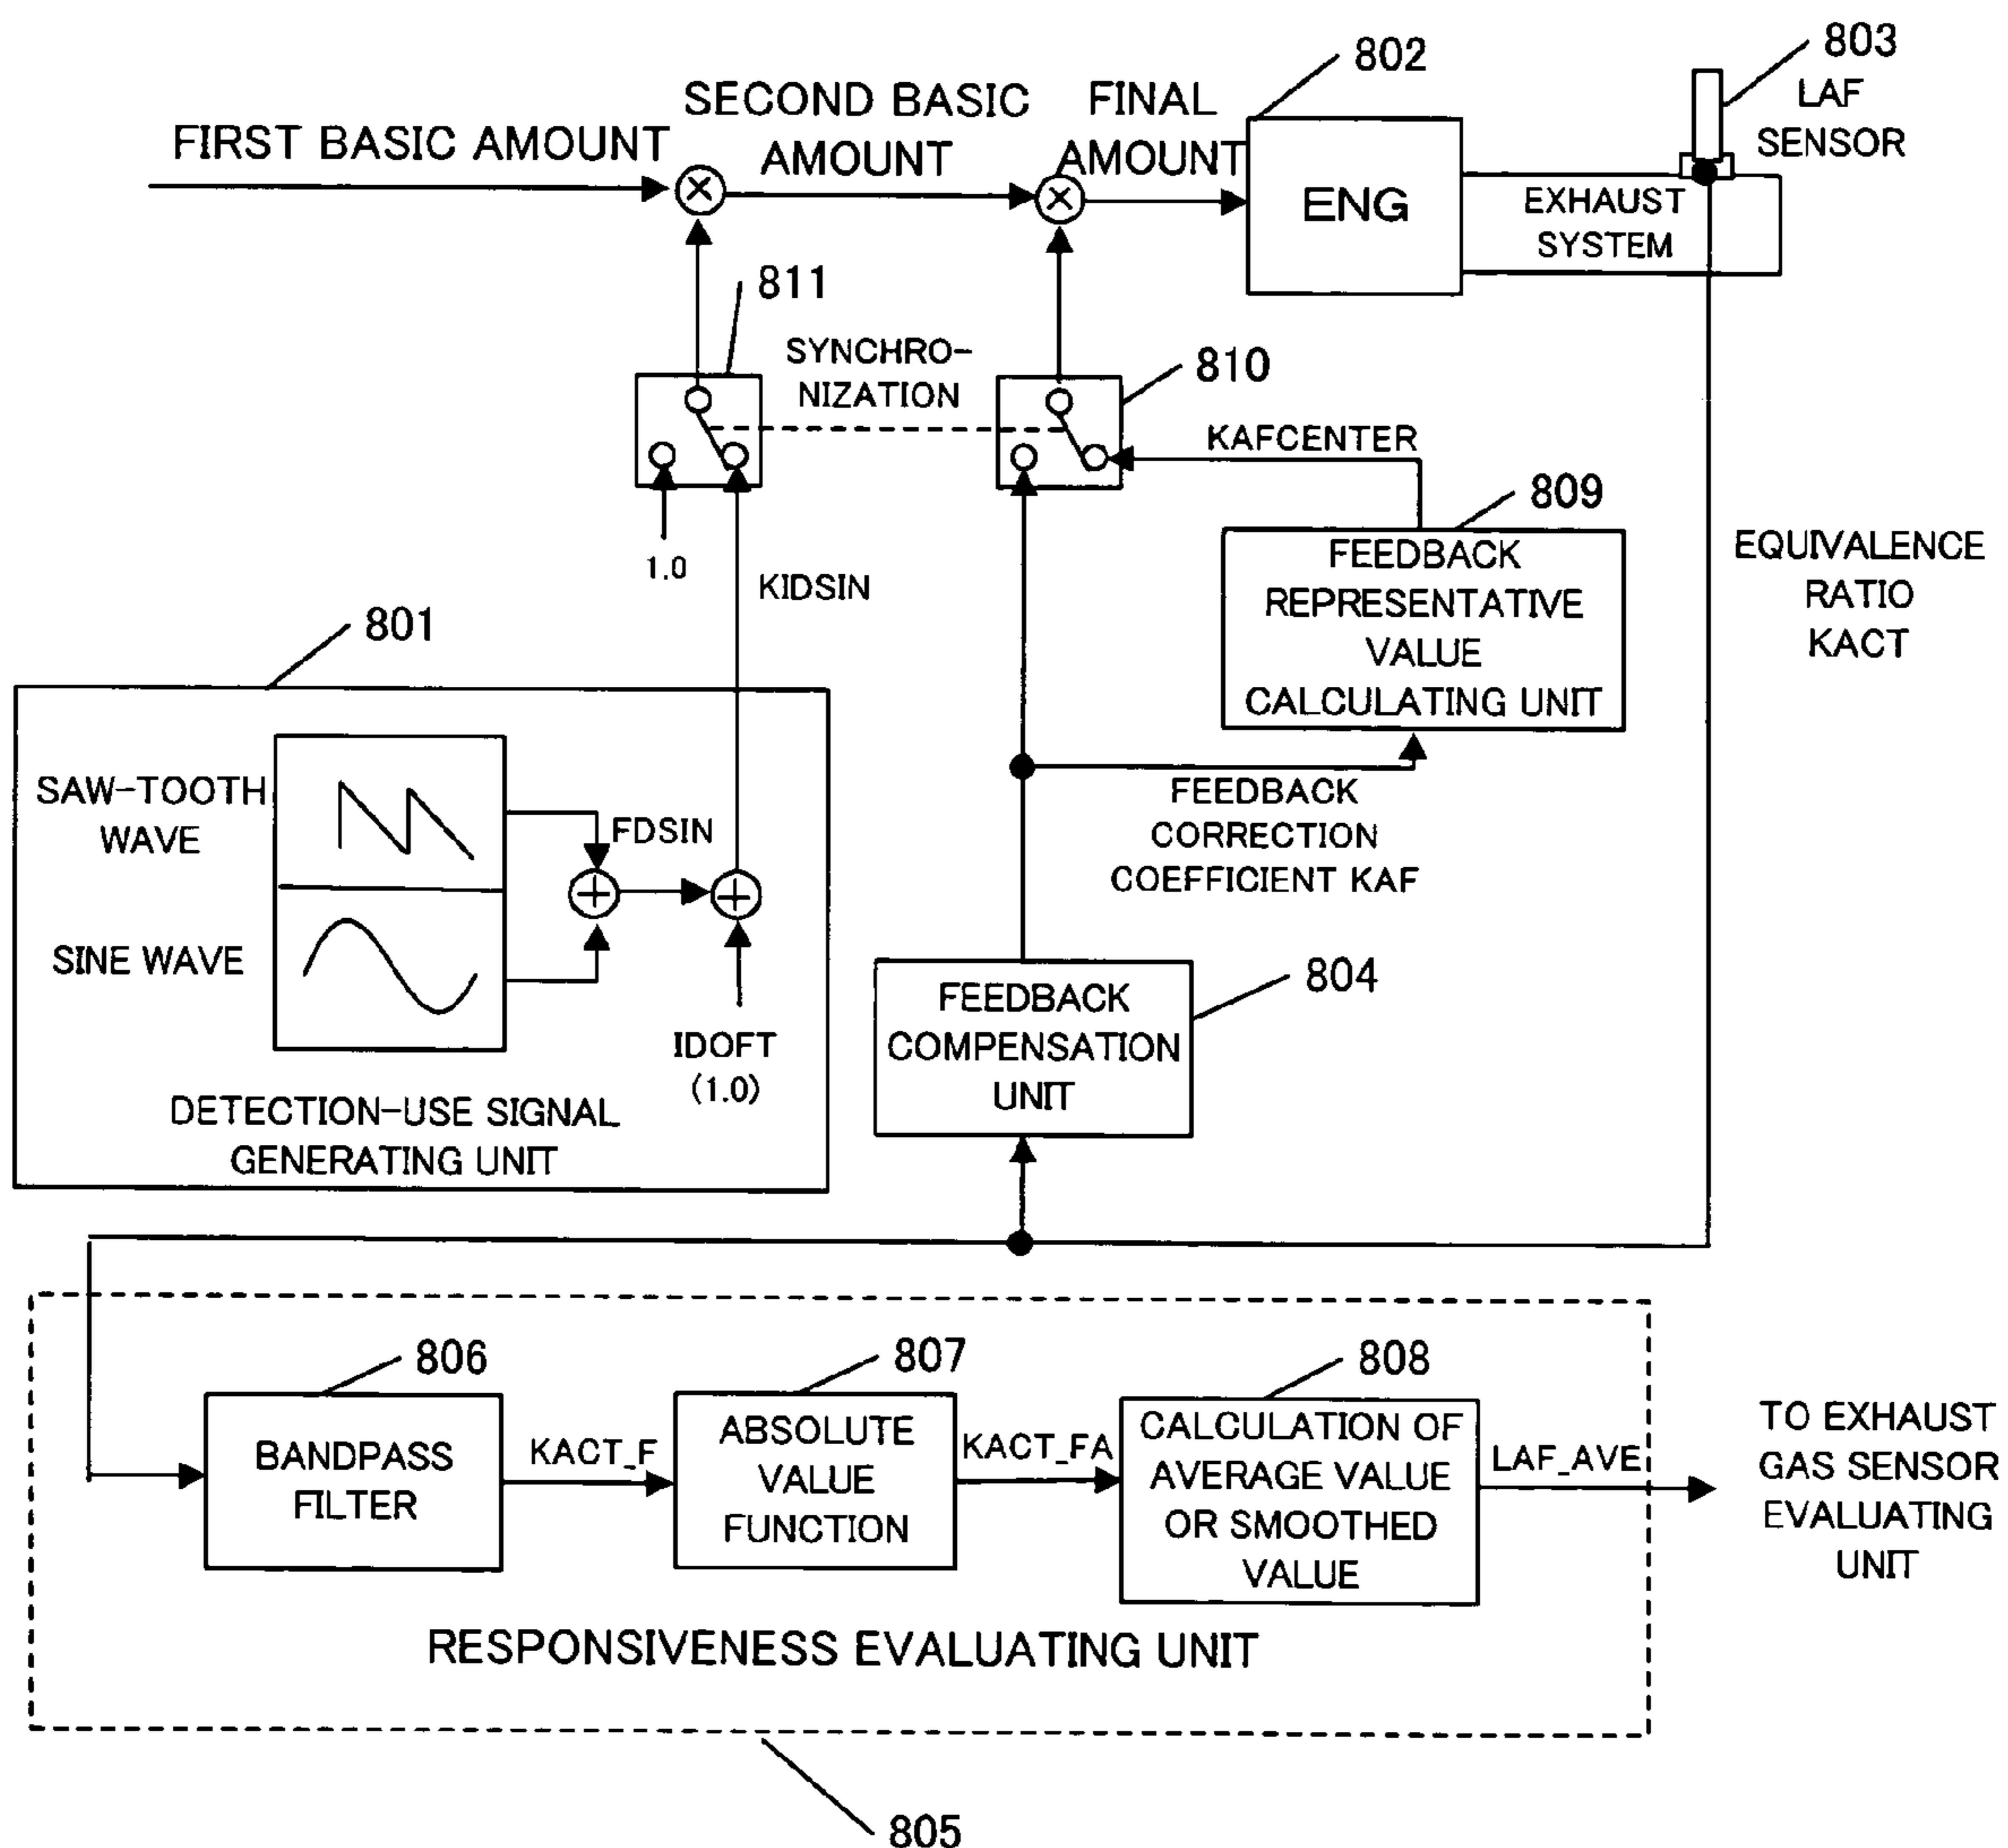 803
802
LAF
SENSOR
SECOND BASIC
AMOUNT
FINAL
AMOUNT
FIRST BASIC AMOUNT
ENG
EXHAUST
SYSTEM
811
SYNCHRO-
NIZATION
810
KAFCENTER
1.0
KIDSIN
809
FEEDBACK
REPRESENTATIVE
VALUE
CALCULATING UNIT
EQUIVALENCE
RATIO
KACT
801
SAW-TOOTH
WAVE
FDSIN
SINE WAVE
IDOFT
(1.0)
DETECTION-USE SIGNAL
GENERATING UNIT
FEEDBACK
CORRECTION
COEFFICIENT KAF
804
FEEDBACK
COMPENSATION
UNIT
806
807
808
BANDPASS
FILTER
KACT_F
ABSOLUTE
VALUE
FUNCTION
KACT_FA
CALCULATION OF
AVERAGE VALUE
OR SMOOTHED
VALUE
LAF_AVE
TO EXHAUST
GAS SENSOR
EVALUATING
UNIT
RESPONSIVENESS EVALUATING UNIT
805